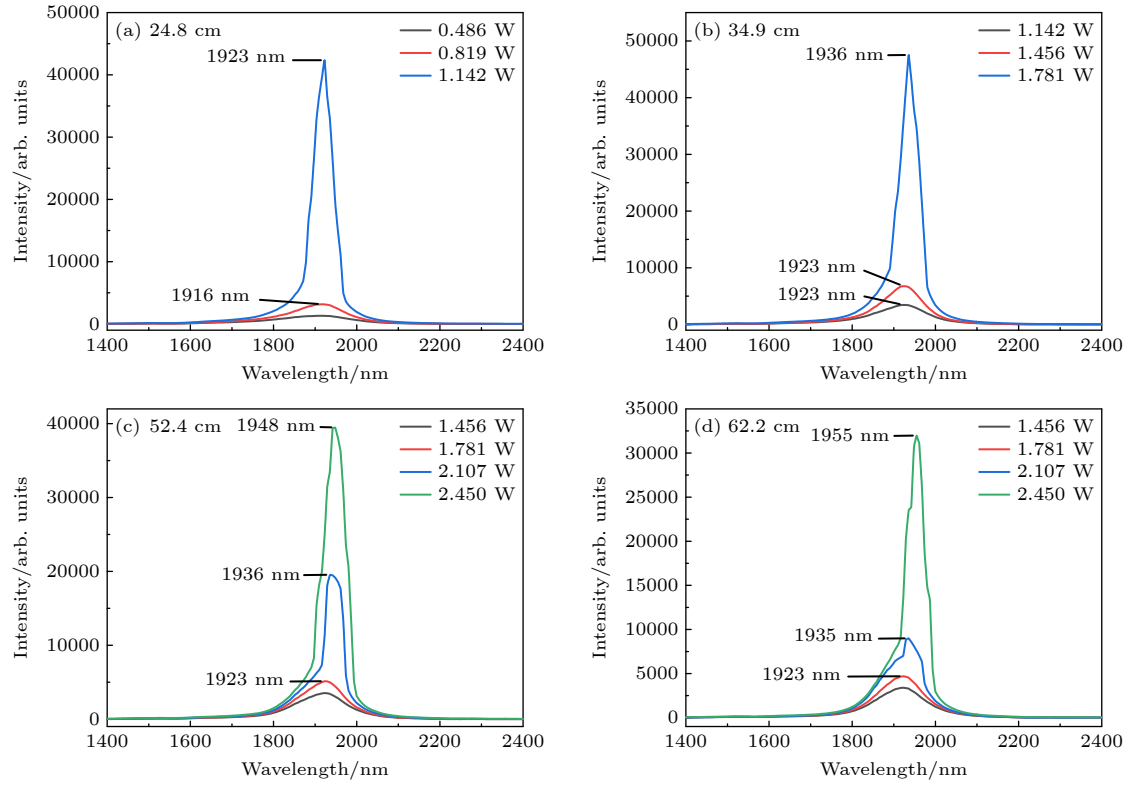 (a) 24.8 cm
0.486 W
0.819 W
1.142 W
1923 nm
1916 nm
50000
40000
30000
20000
10000
0
Intensity/arb. units
1400 1600 1800 2000 2200 2400
Wavelength/nm
(b) 34.9 cm
1.142 W
1.456 W
1.781 W
1936 nm
1923 nm
1923 nm
50000
40000
30000
20000
10000
0
Intensity/arb. units
1400 1600 1800 2000 2200 2400
Wavelength/nm
(c) 52.4 cm
1.456 W
1.781 W
2.107 W
2.450 W
1948 nm
1936 nm
1923 nm
40000
30000
20000
10000
0
Intensity/arb. units
1400 1600 1800 2000 2200 2400
Wavelength/nm
(d) 62.2 cm
1.456 W
1.781 W
2.107 W
2.450 W
1955 nm
1935 nm
1923 nm
35000
30000
25000
20000
15000
10000
5000
0
Intensity/arb. units
1400 1600 1800 2000 2200 2400
Wavelength/nm